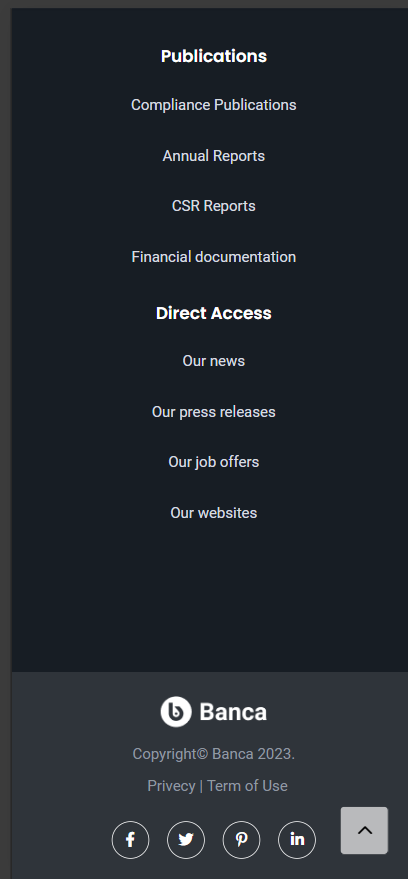 Publications
Compliance Publications
Annual Reports
CSR Reports
Financial documentation
Direct Access
Our news
Our press releases
Our job offers
Our websites
Banca
Copyright© Banca 2023.
Privecy | Term of Use